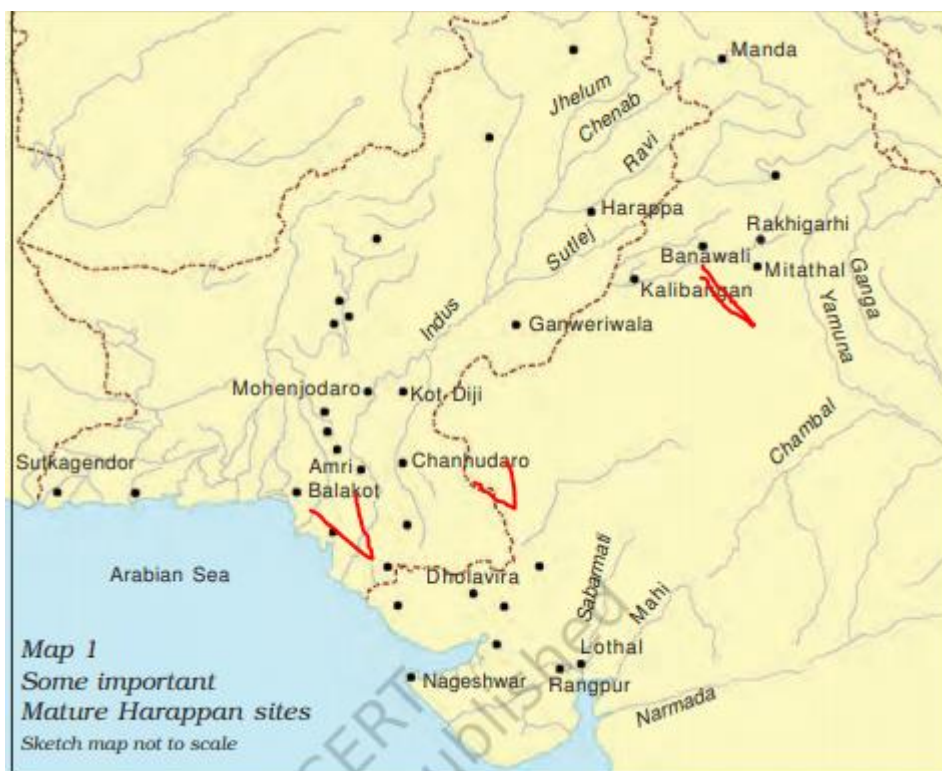 Manda
Jhelum
Chenab
Ravi
Harappa
Rakhigarhi
Sutlej
Banawali
Mitathal
Ganga
Kalibangan
Yamuna
Indus
Ganweriwala
Mohenjodaro
Kot Diji
Chambal
Sutkagendor
Amri
Chanhudaro
Balakot
Arabian Sea
Dholavira
Sabarmati
Mahi
Map 1
Some important
Mature Harappan sites
Sketch map not to scale
Lothal
Nageshwar
Rangpur
Narmada
CERT
ublished